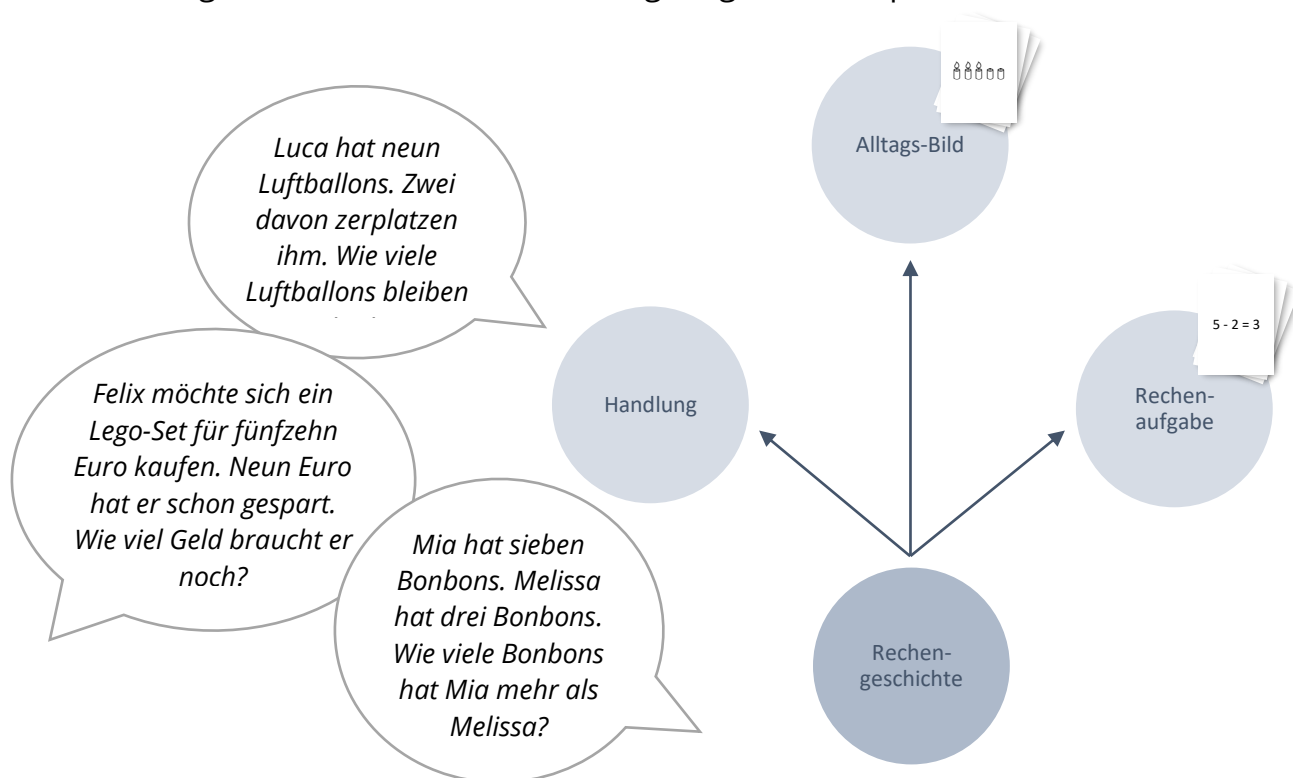 Luca hat neun
Luftballons. Zwei
davon zerplatzen
ihm. Wie viele
Luftballons bleiben
Felix möchte sich ein
Lego-Set für fünfzehn
Euro kaufen. Neun Euro
hat er schon gespart.
Wie viel Geld braucht er
noch?
Mia hat sieben
Bonbons. Melissa
hat drei Bonbons.
Wie viele Bonbons
hat Mia mehr als
Melissa?
Alltags-Bild
Handlung
5 - 2 = 3
Rechen-
aufgabe
Rechen-
geschichte